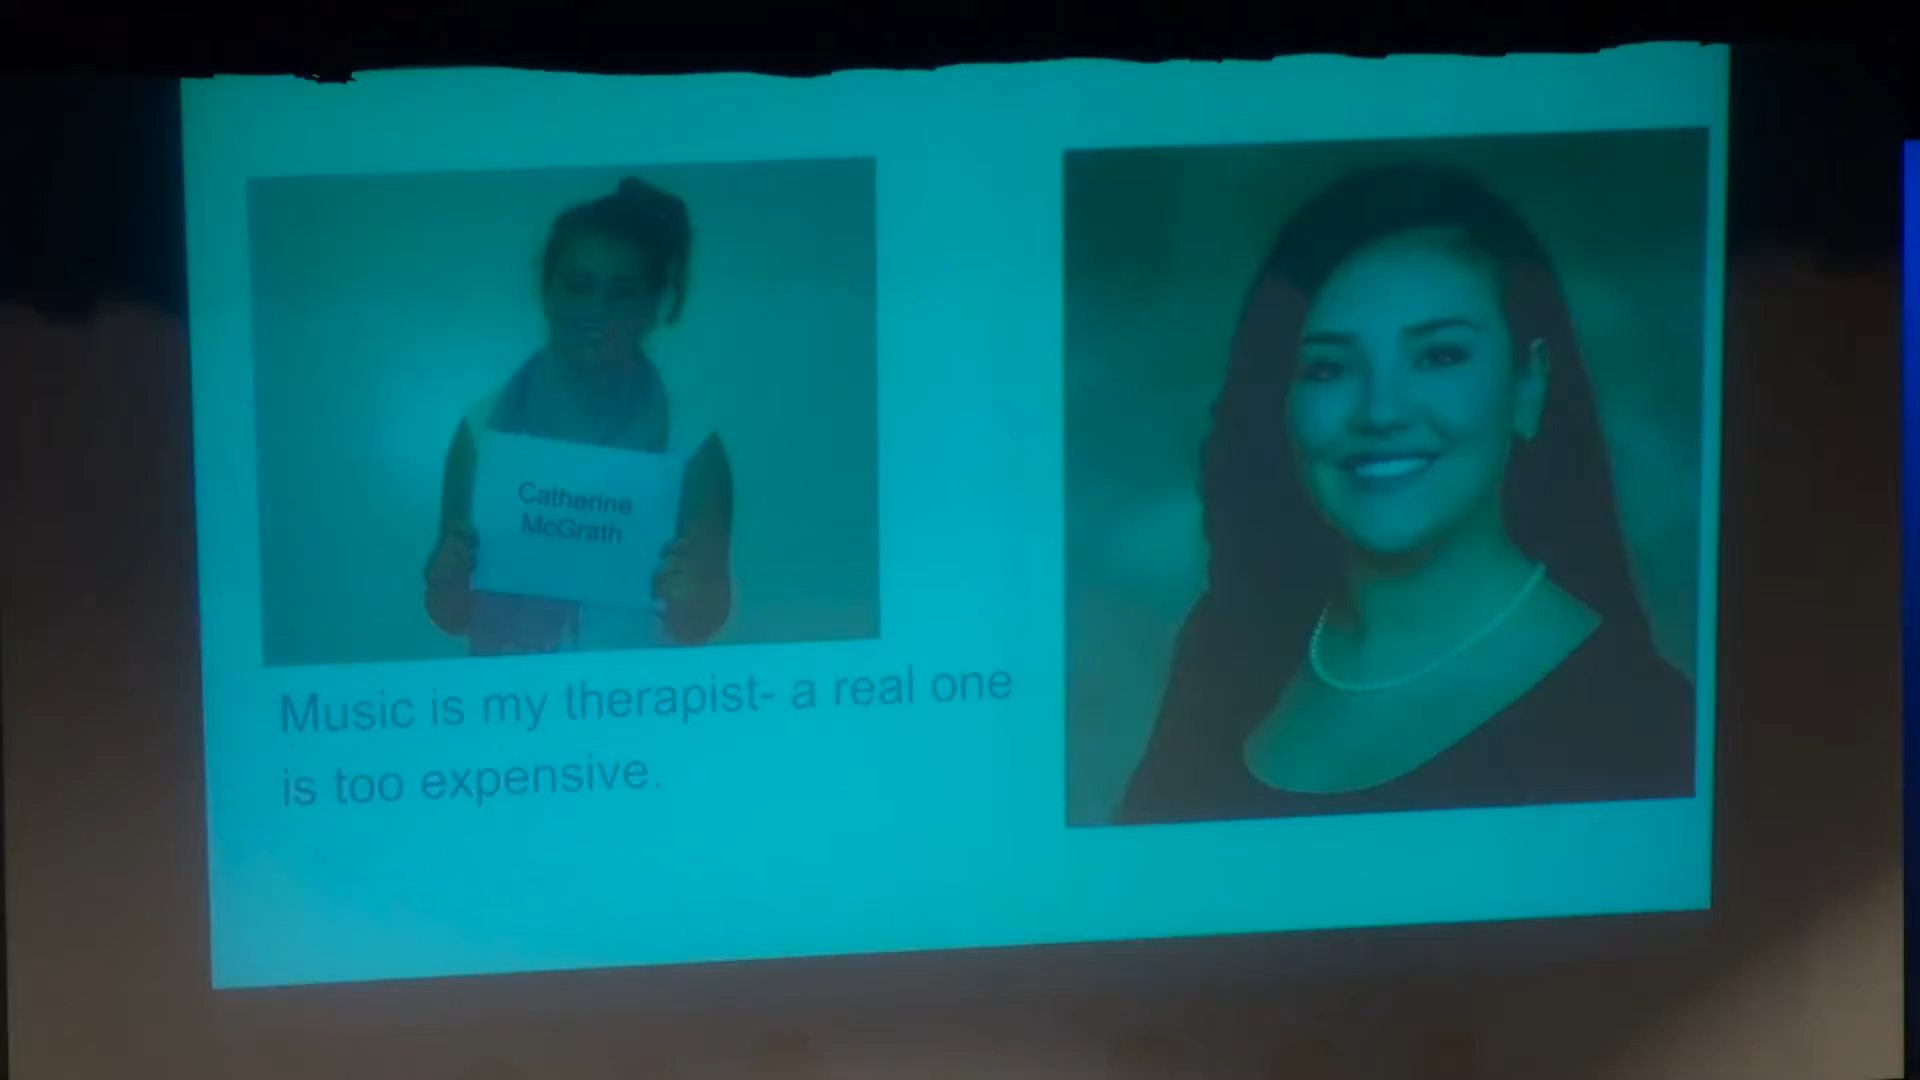 Catherine
McGrath
Music is my therapist- a real one
is too expensive.